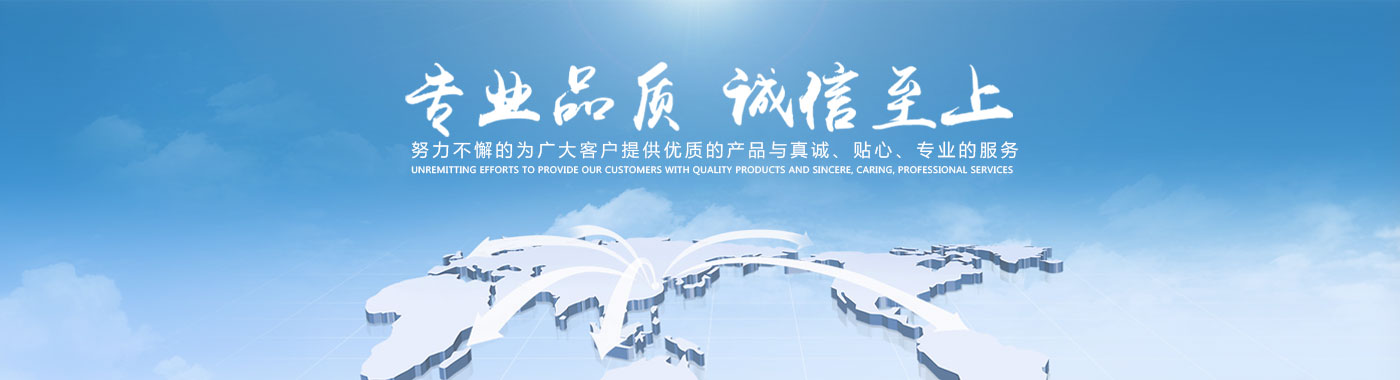 专业品质 诚信至上
努力不懈的为广大客户提供优质的产品与真诚、贴心、专业的服务
UNREMITTING EFFORTS TO PROVIDE OUR CUSTOMERS WITH QUALITY PRODUCTS AND SINCERE, CARING, PROFESSIONAL SERVICES